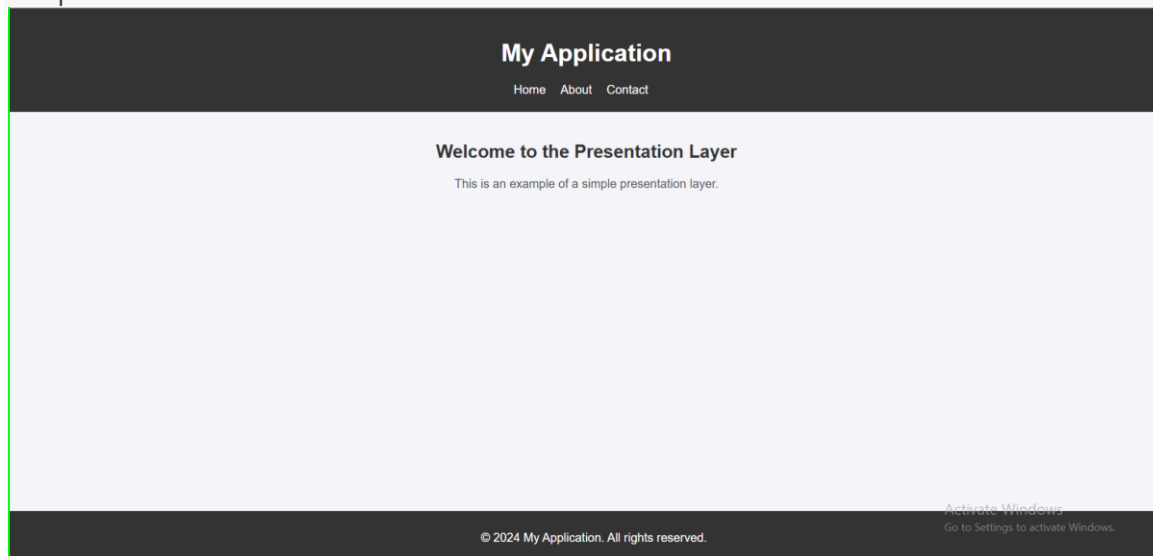 My Application
Home About Contact
Welcome to the Presentation Layer
This is an example of a simple presentation layer.
Activate Windows
Go to Settings to activate Windows.
© 2024 My Application. All rights reserved.